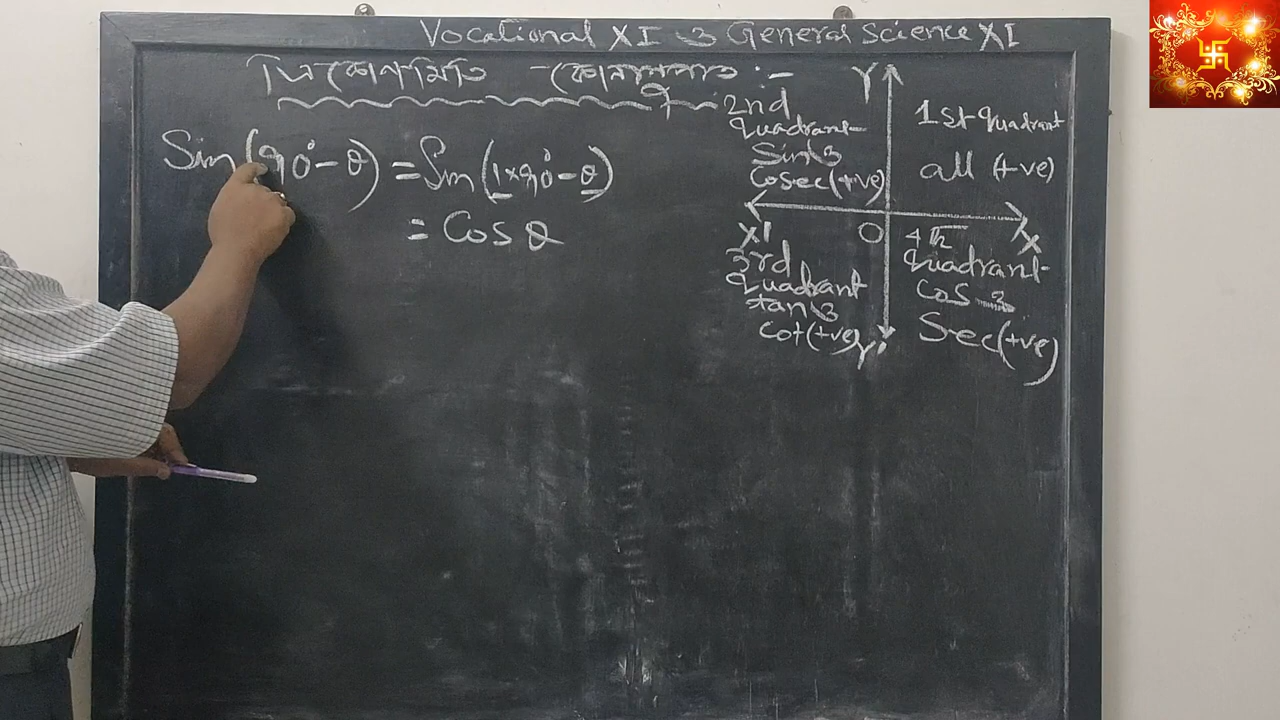 Vocational XI ও General Science XI
ত্রিকোণমিতি -কোনানুপাত :-
Sin(90°-θ) = Sin(1×90°-θ)
= Cos θ
Y
2nd
Quadrant
Sin ও
Cosec(+ve)
1st Quadrant
all (+ve)
X'
O
X
3rd
Quadrant
tan ও
Cot(+ve)
Y'
4th
Quadrant
Cos ও
Sec(+ve)